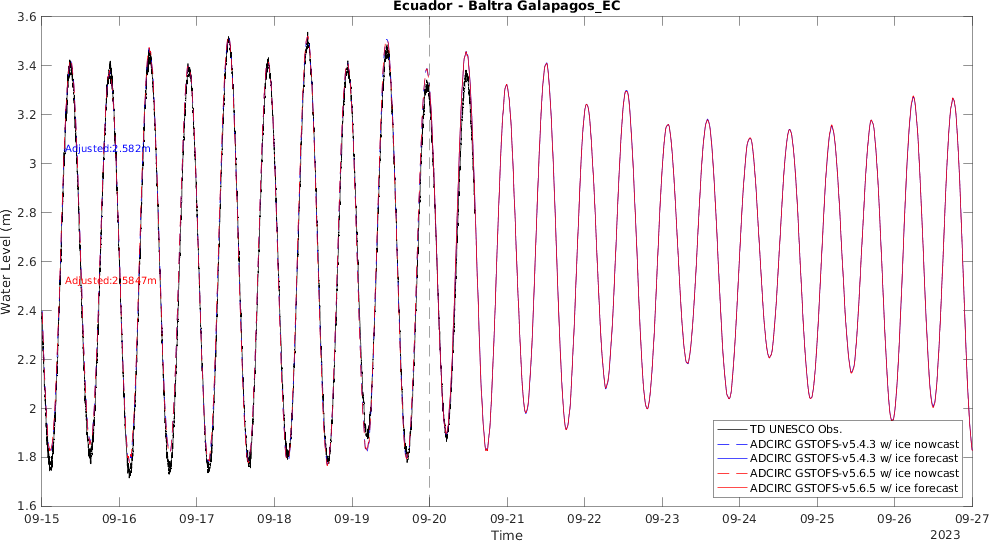 Ecuador - Baltra Galapagos_EC
3.6
3.4
3.2
3
2.8
2.6
2.4
2.2
2
1.8
1.6
Water Level (m)
Adjusted:2.582m
Adjusted:2.5847m
TD UNESCO Obs.
ADCIRC GSTOFS-v5.4.3 w/ ice nowcast
ADCIRC GSTOFS-v5.4.3 w/ ice forecast
ADCIRC GSTOFS-v5.6.5 w/ ice nowcast
ADCIRC GSTOFS-v5.6.5 w/ ice forecast
09-15 09-16 09-17 09-18 09-19 09-20 09-21 09-22 09-23 09-24 09-25 09-26 09-27
Time
2023